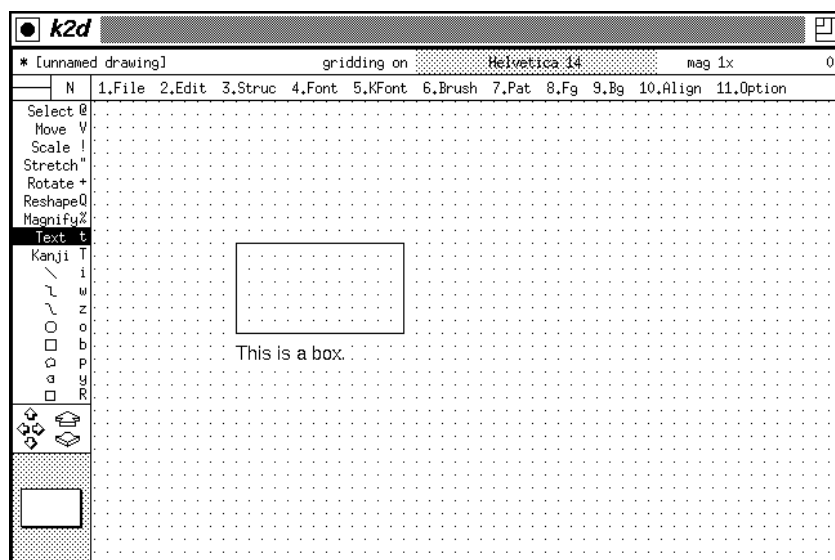 k2d
* [unnamed drawing] gridding on Helvetica 14 mag 1x 0
N 1.File 2.Edit 3.Struc 4.Font 5.KFont 6.Brush 7.Pat 8.Fg 9.Bg 10.Align 11.Option
Select @
Move V
Scale !
Stretch "
Rotate +
Reshape Q
Magnify %
Text t
Kanji T
i
w
z
o
b
p
y
R
This is a box.